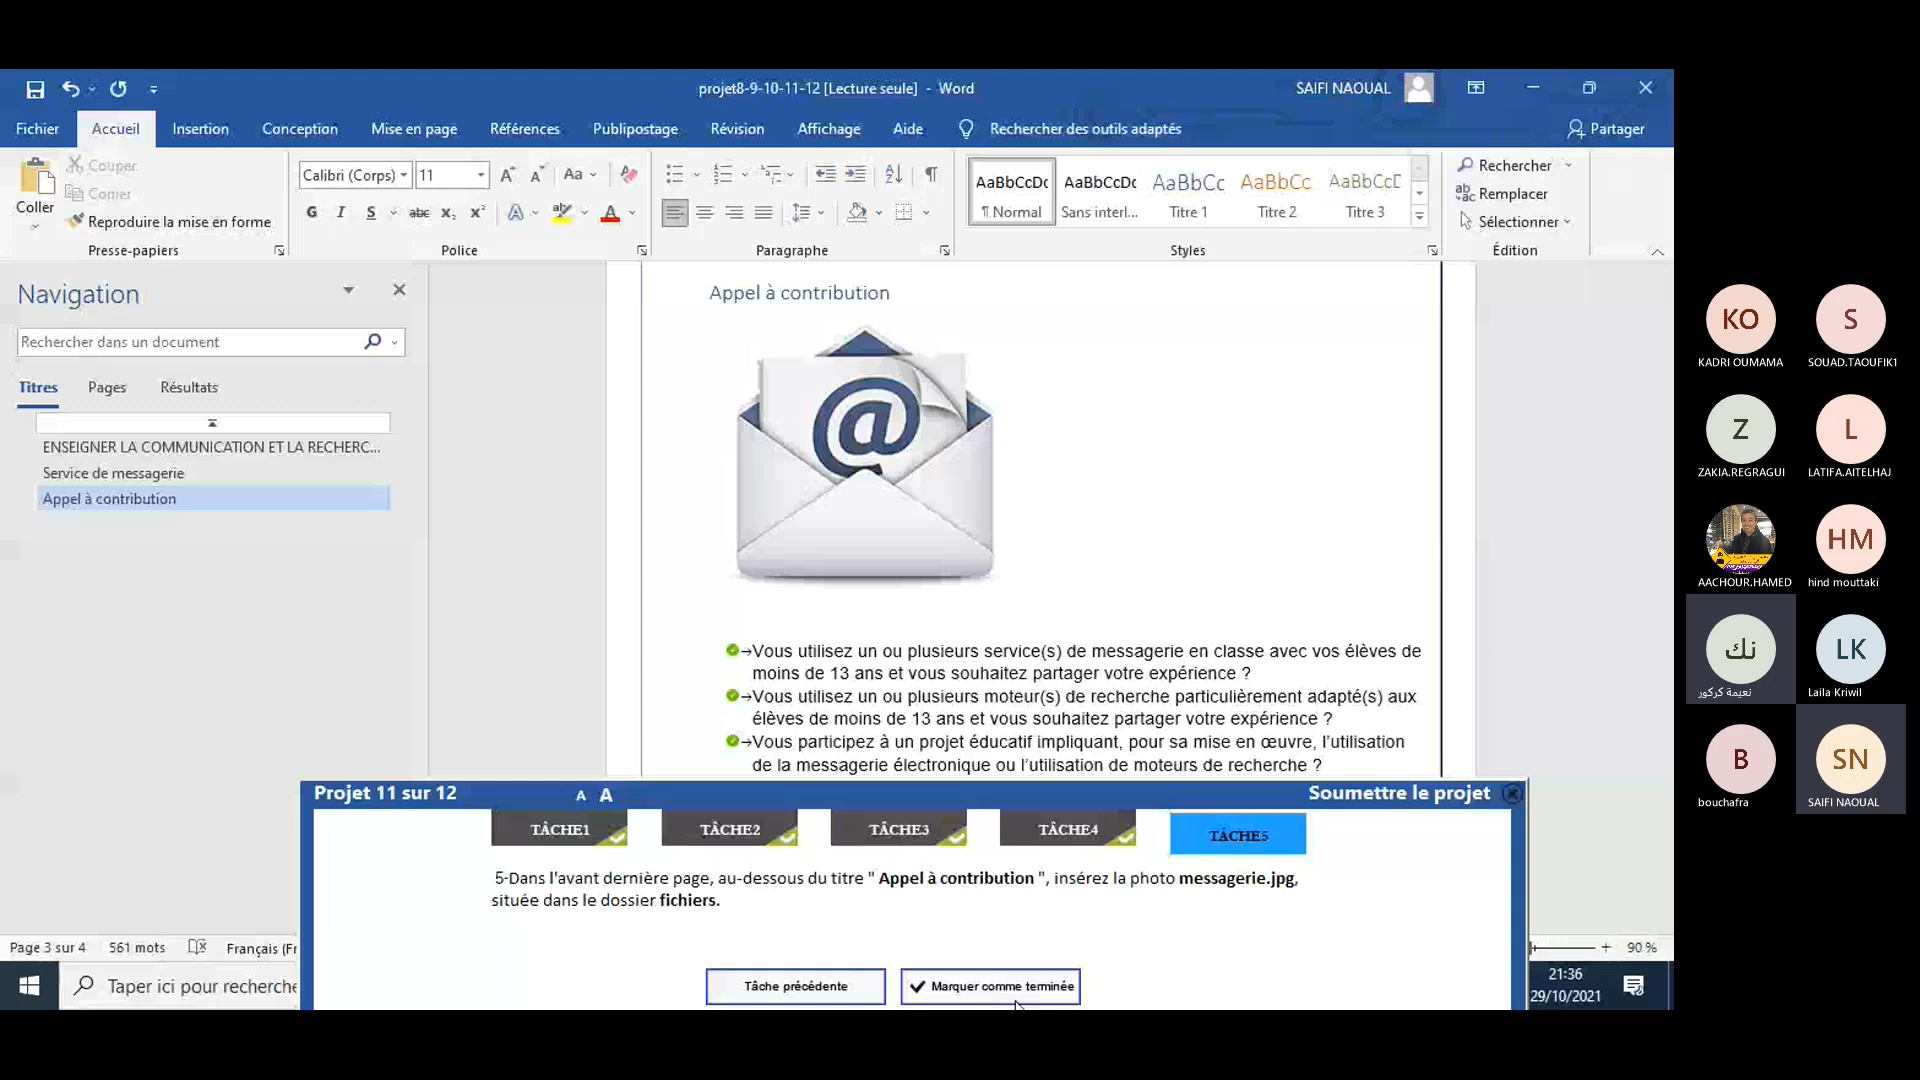 projet8-9-10-11-12 [Lecture seule] - Word
SAIFI NAOUAL
Fichier
Accueil
Insertion
Conception
Mise en page
Références
Publipostage
Révision
Affichage
Aide
Rechercher des outils adaptés
Partager
Coller
Couper
Copier
Reproduire la mise en forme
Presse-papiers
Calibri (Corps)
11
Aa
G I S abc x₂ x²
Police
Paragraphe
AaBbCcDc
¶ Normal
AaBbCcDc
Sans interl...
AaBbCc
Titre 1
AaBbCc
Titre 2
AaBbCcD
Titre 3
Styles
Rechercher
Remplacer
Sélectionner
Édition
Navigation
Rechercher dans un document
Titres
Pages
Résultats
ENSEIGNER LA COMMUNICATION ET LA RECHERC...
Service de messagerie
Appel à contribution
Appel à contribution
@
Vous utilisez un ou plusieurs service(s) de messagerie en classe avec vos élèves de
moins de 13 ans et vous souhaitez partager votre expérience ?
Vous utilisez un ou plusieurs moteur(s) de recherche particulièrement adapté(s) aux
élèves de moins de 13 ans et vous souhaitez partager votre expérience ?
Vous participez à un projet éducatif impliquant, pour sa mise en œuvre, l'utilisation
de la messagerie électronique ou l'utilisation de moteurs de recherche ?
Projet 11 sur 12
A A
Soumettre le projet
TÂCHE1
TÂCHE2
TÂCHE3
TÂCHE4
TÂCHE5
5-Dans l'avant dernière page, au-dessous du titre " Appel à contribution ", insérez la photo messagerie.jpg,
située dans le dossier fichiers.
Tâche précédente
Marquer comme terminée
Page 3 sur 4
561 mots
Français (Fr
90 %
Taper ici pour recherche
21:36
29/10/2021
KO
KADRI OUMAMA
S
SOUAD.TAOUFIK1
Z
ZAKIA.REGRAGUI
L
LATIFA.AITELHAJ
AACHOUR.HAMED
HM
hind mouttaki
نك
نعيمة كركور
LK
Laila Kriwil
B
bouchafra
SN
SAIFI NAOUAL